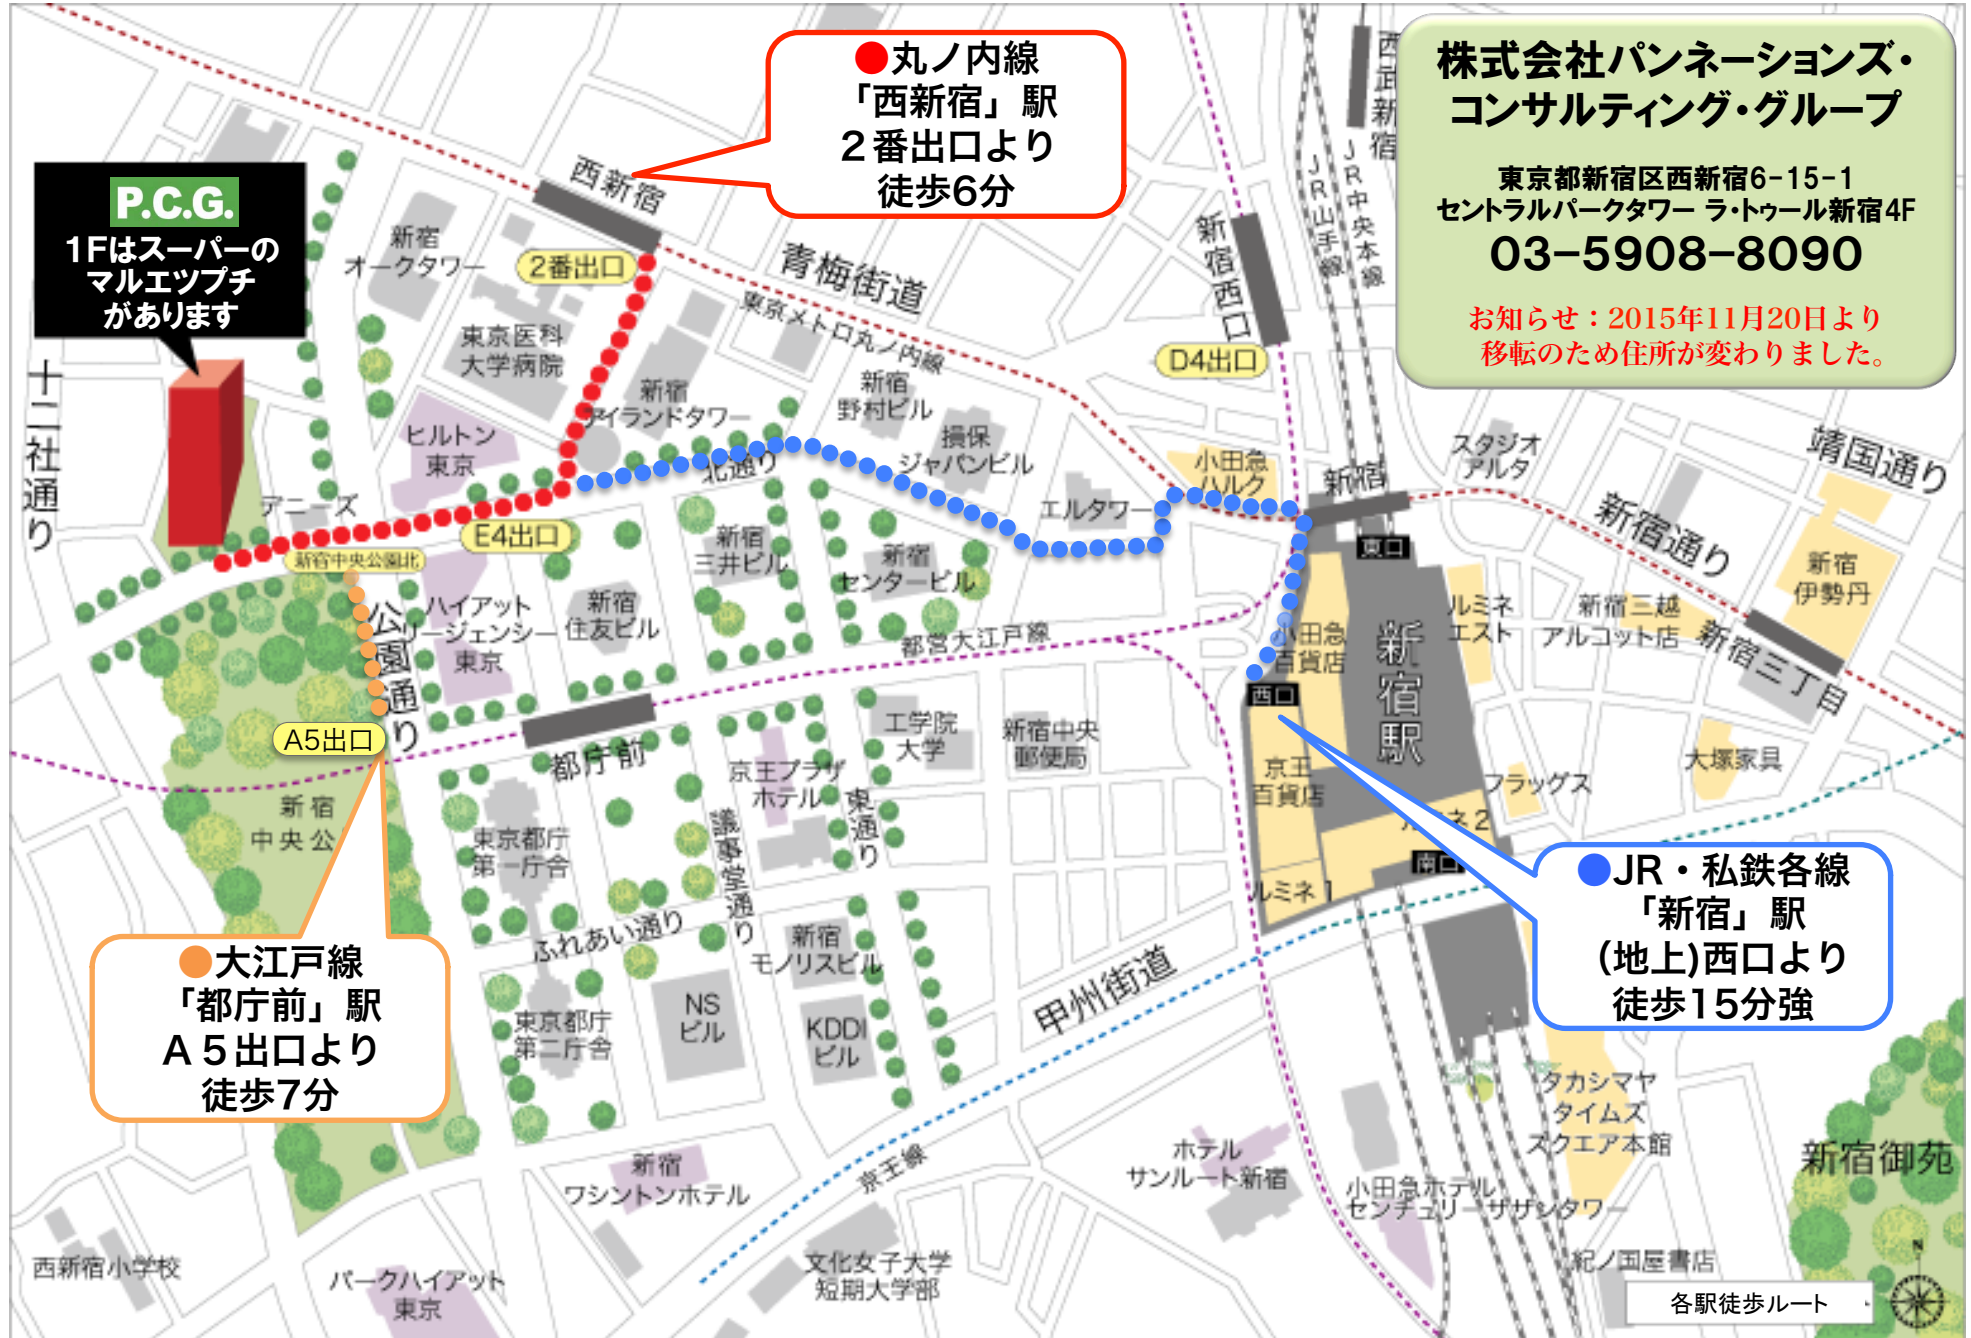 株式会社パンネーションズ・
コンサルティング・グループ
東京都新宿区西新宿6-15-1
セントラルパークタワー ラ・トゥール新宿4F
03-5908-8090
お知らせ：2015年11月20日より
移転のため住所が変わりました。
●丸ノ内線
「西新宿」駅
２番出口より
徒歩6分
P.C.G.
1Fはスーパーの
マルエツプチ
があります
西新宿
2番出口
新宿
オークタワー
東京医科
大学病院
青梅街道
東京メトロ丸ノ内線
新宿西口
D4出口
JR山手線
JR中央本線
西武新宿
十二社通り
ヒルトン
東京
新宿
アイランドタワー
新宿
野村ビル
損保
ジャパンビル
北通り
エルタワー
小田急
ハルク
新宿
スタジオ
アルタ
靖国通り
新宿通り
デニーズ
E4出口
新宿中央公園北
新宿
三井ビル
新宿
センタービル
東口
新宿
伊勢丹
ハイアット
リージェンシー
東京
新宿
住友ビル
公園通り
都営大江戸線
小田急
百貨店
新宿駅
ルミネ
エスト
新宿三越
アルコット店
新宿三丁目
A5出口
都庁前
西口
工学院
大学
新宿中央
郵便局
京王プラザ
ホテル
東通り
京王
百貨店
フラッグス
大塚家具
新宿
中央公
東京都庁
第一庁舎
議事堂通り
ルミネ2
南口
ルミネ1
●JR・私鉄各線
「新宿」駅
(地上)西口より
徒歩15分強
●大江戸線
「都庁前」駅
Ａ５出口より
徒歩7分
ふれあい通り
新宿
モノリスビル
甲州街道
NS
ビル
KDDI
ビル
東京都庁
第二庁舎
タカシマヤ
タイムズ
スクエア本館
新宿御苑
新宿
ワシントンホテル
京王線
ホテル
サンルート新宿
小田急ホテル
センチュリーサザンタワー
西新宿小学校
パークハイアット
東京
文化女子大学
短期大学部
紀ノ国屋書店
各駅徒歩ルート
N